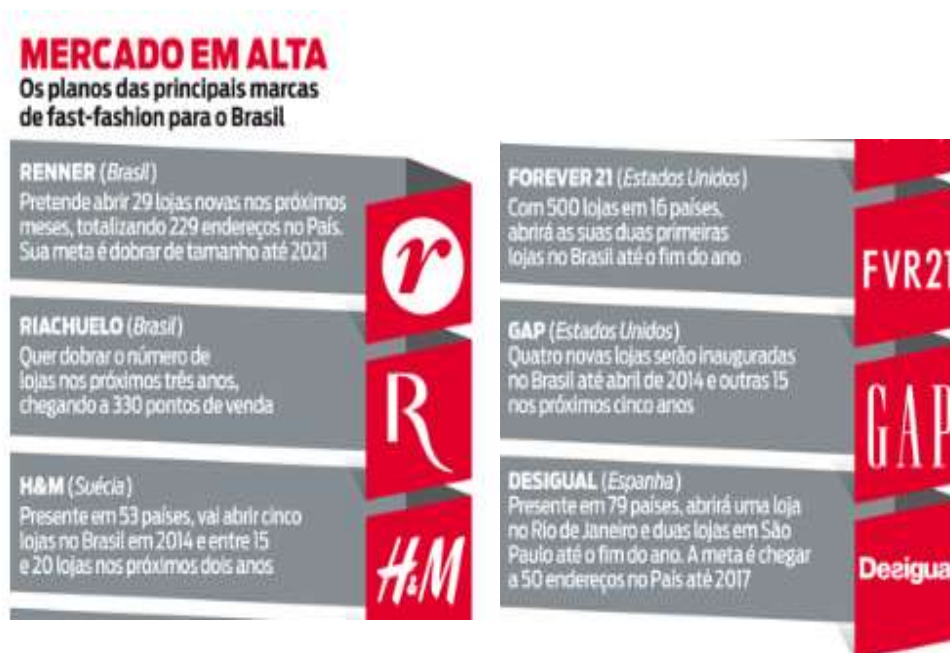 MERCADO EM ALTA
Os planos das principais marcas
de fast-fashion para o Brasil
RENNER (Brasil)
Pretende abrir 29 lojas novas nos próximos
meses, totalizando 229 endereços no País.
Sua meta é dobrar de tamanho até 2021
r
RIACHUELO (Brasil)
Quer dobrar o número de
lojas nos próximos três anos,
chegando a 330 pontos de venda
R
H&M (Suécia)
Presente em 53 países, vai abrir cinco
lojas no Brasil em 2014 e entre 15
e 20 lojas nos próximos dois anos
H&M
FOREVER 21 (Estados Unidos)
Com 500 lojas em 16 países,
abrirá as suas duas primeiras
lojas no Brasil até o fim do ano
FVR21
GAP (Estados Unidos)
Quatro novas lojas serão inauguradas
no Brasil até abril de 2014 e outras 15
nos próximos cinco anos
GAP
DESIGUAL (Espanha)
Presente em 79 países, abrirá uma loja
no Rio de Janeiro e duas lojas em São
Paulo até o fim do ano. A meta é chegar
a 50 endereços no País até 2017
Desigua